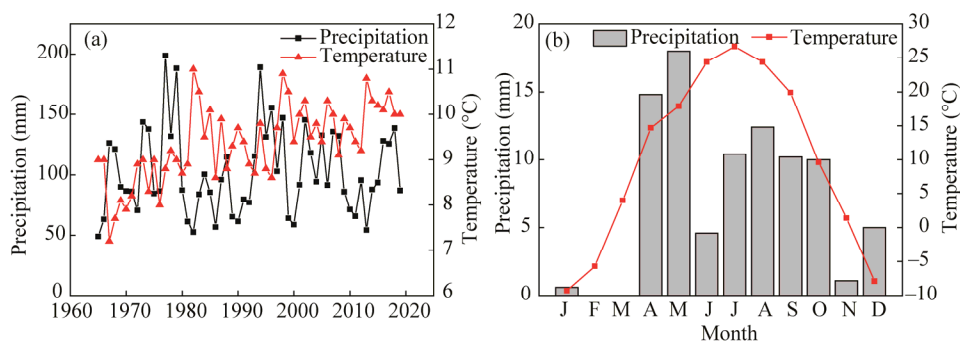 (a)
Precipitation
Temperature
Precipitation (mm)
200
150
100
50
0
Temperature (°C)
12
11
10
9
8
7
6
1960 1970 1980 1990 2000 2010 2020
(b)
Precipitation
Temperature
Precipitation (mm)
20
15
10
5
0
Temperature (°C)
30
25
20
15
10
5
0
−5
−10
J F M A M J J A S O N D
Month